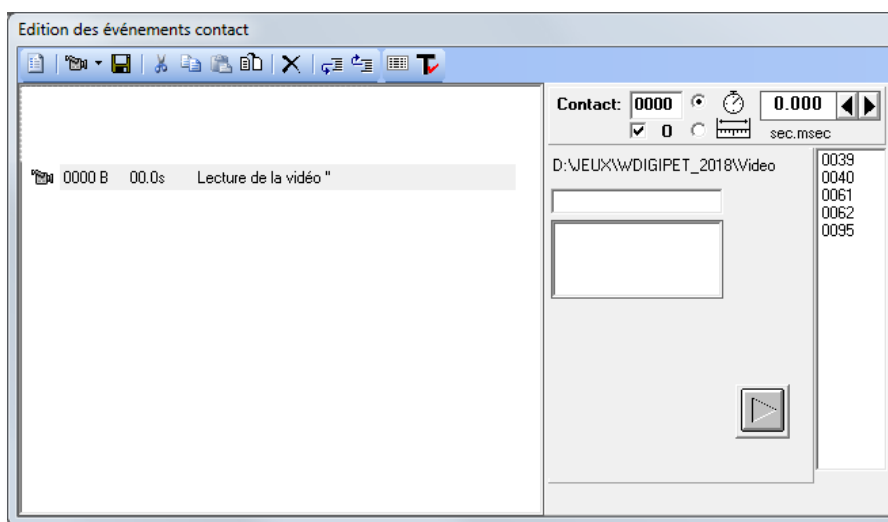 Edition des événements contact
Contact: 0000 0.000
0 sec.msec
0000 B 00.0s Lecture de la vidéo "
D:\JEUX\WDIGIPET_2018\Video
0039
0040
0061
0062
0095